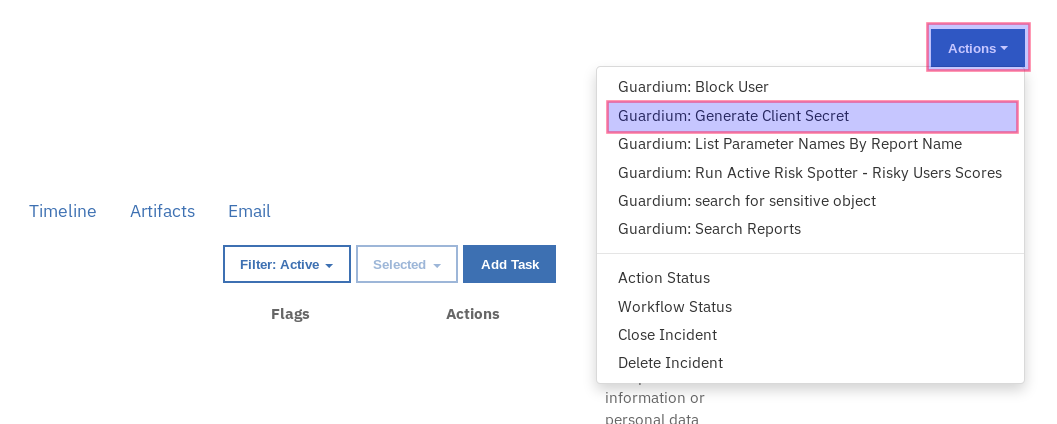 Actions
Guardium: Block User
Guardium: Generate Client Secret
Guardium: List Parameter Names By Report Name
Guardium: Run Active Risk Spotter - Risky Users Scores
Guardium: search for sensitive object
Guardium: Search Reports
Action Status
Workflow Status
Close Incident
Delete Incident
Timeline Artifacts Email
Filter: Active Selected Add Task
Flags Actions
information or
personal data